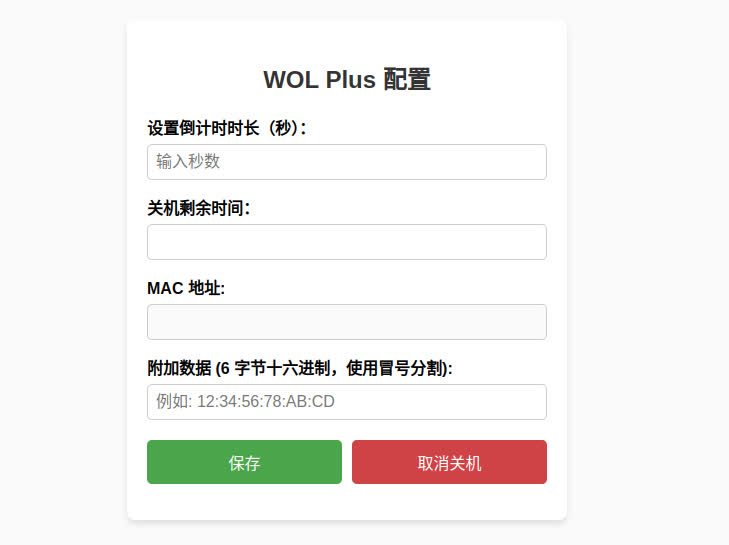 WOL Plus 配置
设置倒计时时长（秒）：
输入秒数
关机剩余时间：
MAC 地址:
附加数据 (6 字节十六进制，使用冒号分割):
例如: 12:34:56:78:AB:CD
保存
取消关机